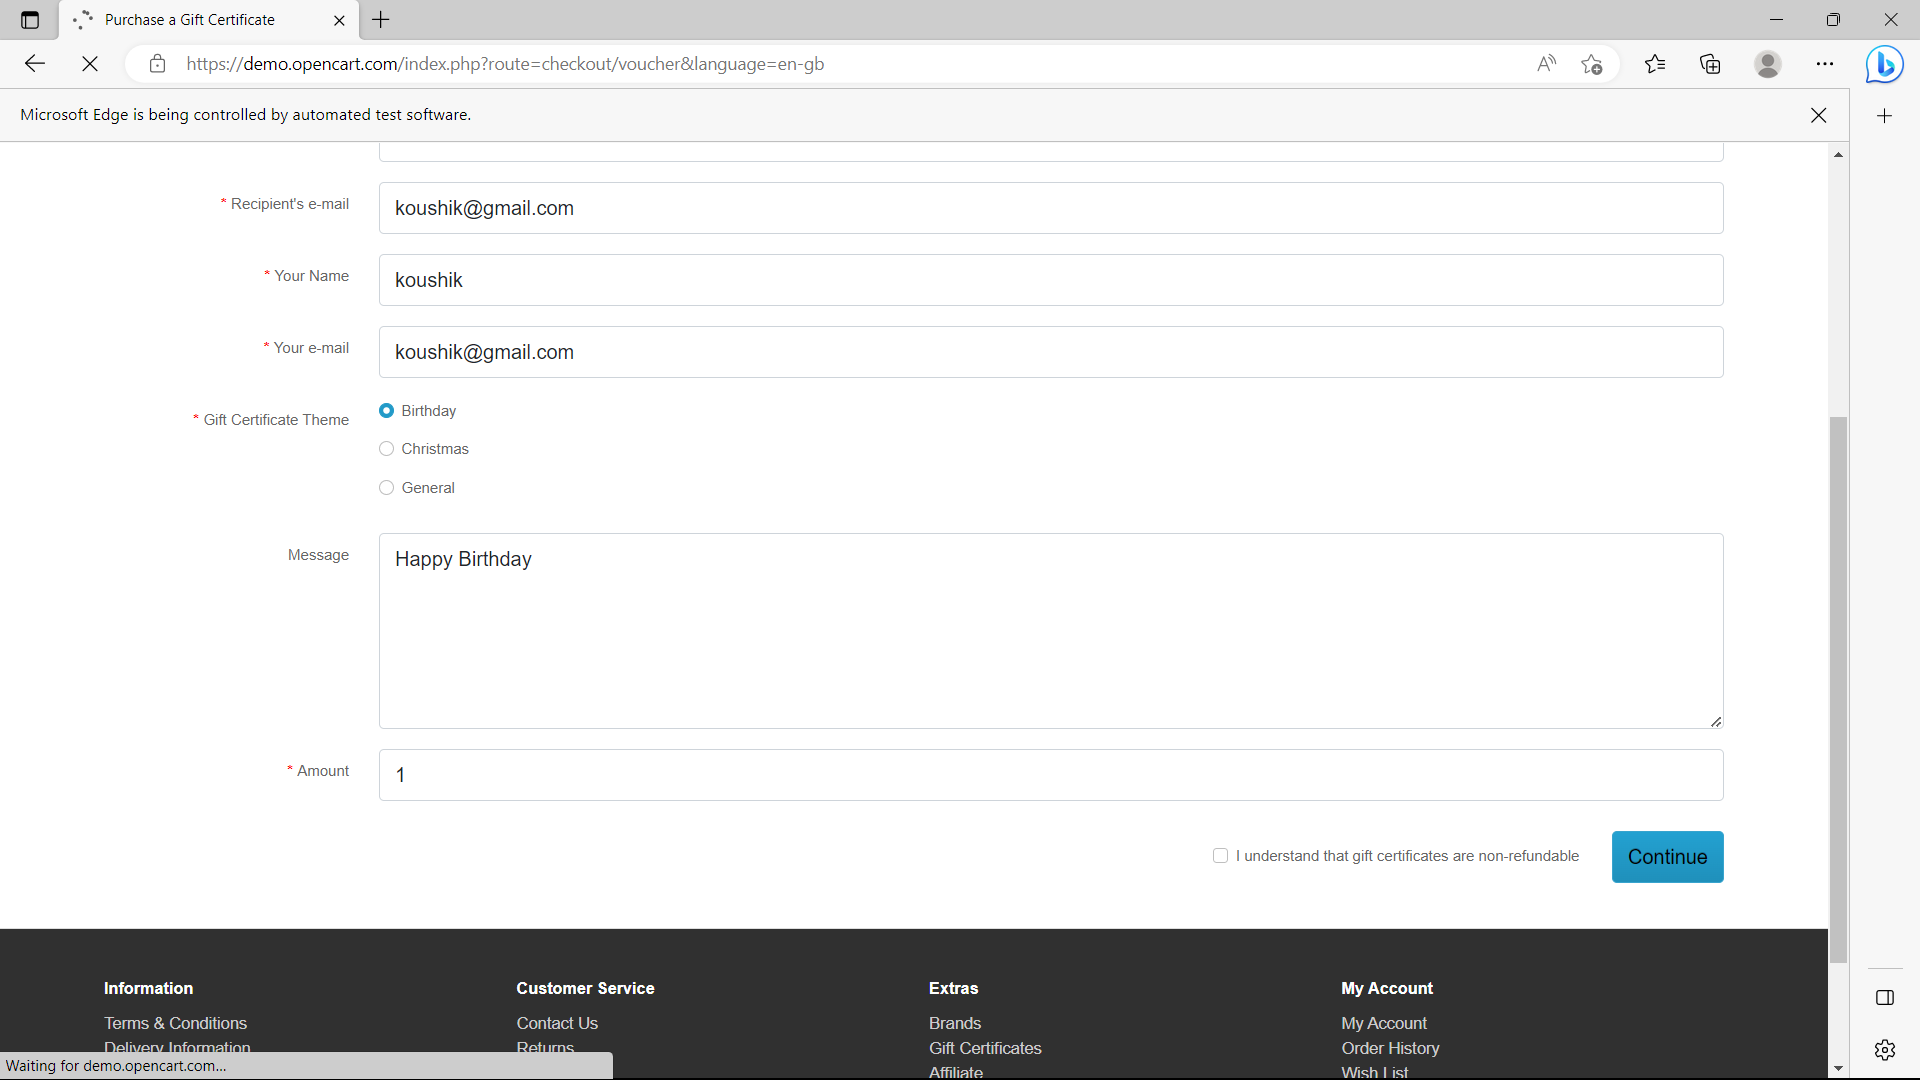 Purchase a Gift Certificate
https://demo.opencart.com/index.php?route=checkout/voucher&language=en-gb
Microsoft Edge is being controlled by automated test software.
* Recipient's e-mail
koushik@gmail.com
* Your Name
koushik
* Your e-mail
koushik@gmail.com
* Gift Certificate Theme
Birthday
Christmas
General
Message
Happy Birthday
* Amount
1
I understand that gift certificates are non-refundable
Continue
Information
Customer Service
Extras
My Account
Terms & Conditions
Contact Us
Brands
My Account
Delivery Information
Returns
Gift Certificates
Order History
Affiliate
Wish List
Waiting for demo.opencart.com...